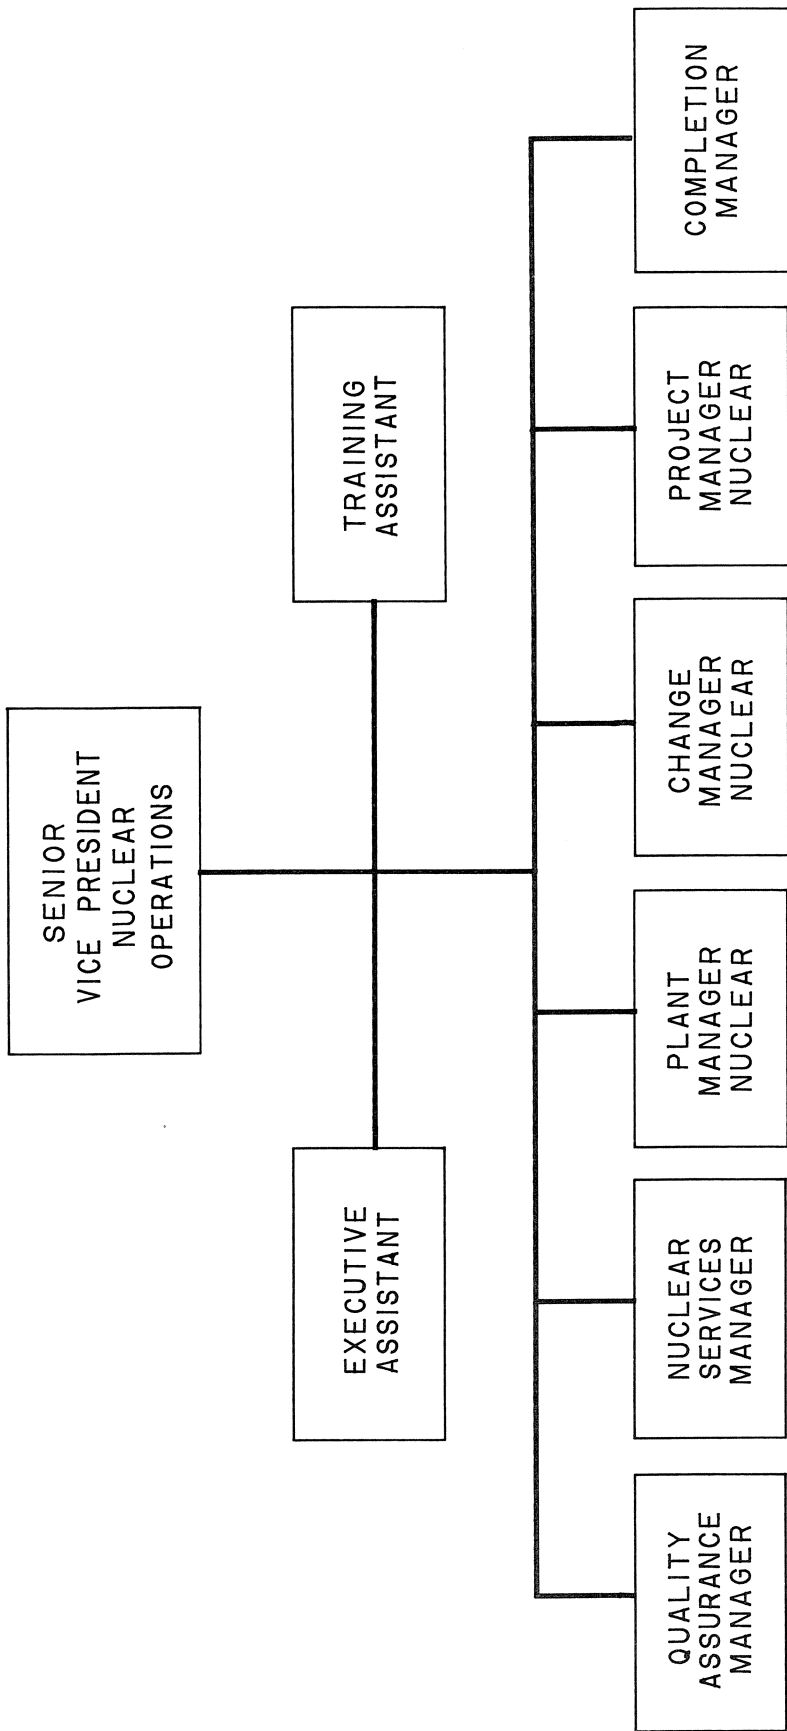 SENIOR
VICE PRESIDENT
NUCLEAR
OPERATIONS
EXECUTIVE
ASSISTANT
TRAINING
ASSISTANT
QUALITY
ASSURANCE
MANAGER
NUCLEAR
SERVICES
MANAGER
PLANT
MANAGER
NUCLEAR
CHANGE
MANAGER
NUCLEAR
PROJECT
MANAGER
NUCLEAR
COMPLETION
MANAGER